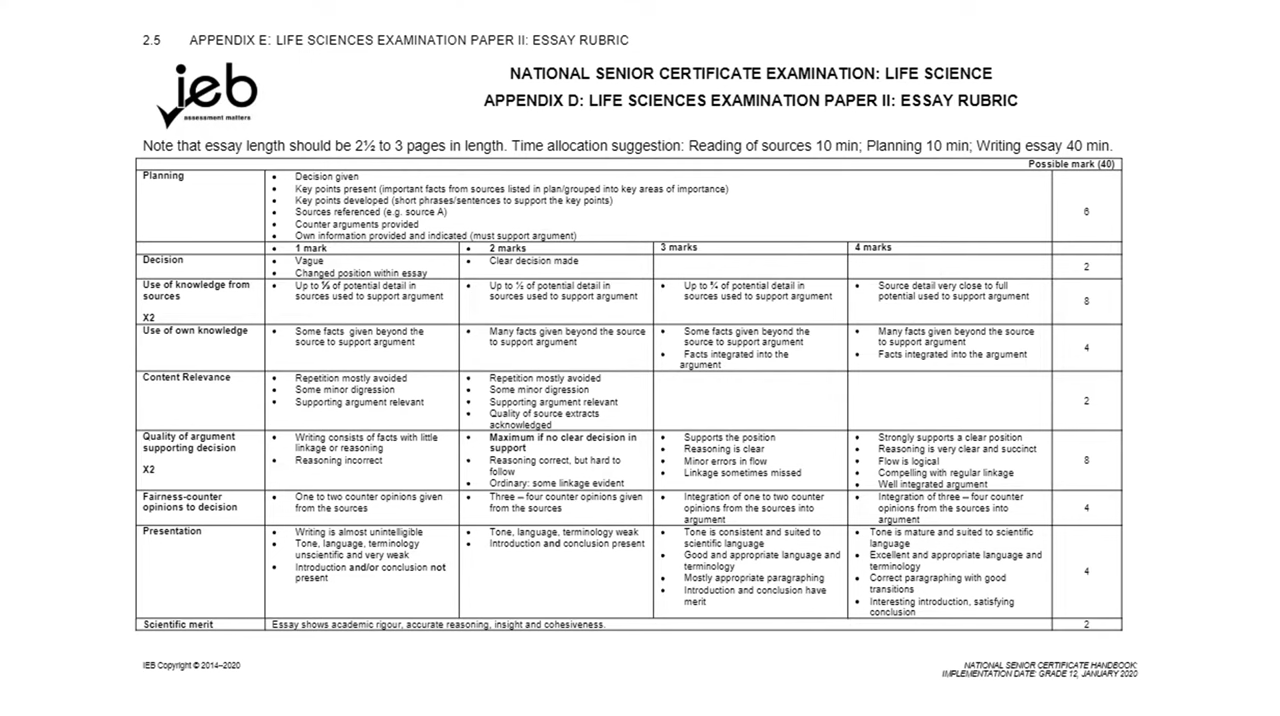 2.5 APPENDIX E: LIFE SCIENCES EXAMINATION PAPER II: ESSAY RUBRIC
ieb
assessment matters
NATIONAL SENIOR CERTIFICATE EXAMINATION: LIFE SCIENCE
APPENDIX D: LIFE SCIENCES EXAMINATION PAPER II: ESSAY RUBRIC
Note that essay length should be 2½ to 3 pages in length. Time allocation suggestion: Reading of sources 10 min; Planning 10 min; Writing essay 40 min.
Possible mark (40)
Planning
• Decision given
• Key points present (important facts from sources listed in plan/grouped into key areas of importance)
• Key points developed (short phrases/sentences to support the key points)
• Sources referenced (e.g. source A)
• Counter arguments provided
• Own information provided and indicated (must support argument)
6
• 1 mark
• 2 marks
3 marks
4 marks
Decision
• Vague
• Changed position within essay
• Clear decision made
2
Use of knowledge from
sources
X2
• Up to ¼ of potential detail in
sources used to support argument
• Up to ½ of potential detail in
sources used to support argument
• Up to ¾ of potential detail in
sources used to support argument
• Source detail very close to full
potential used to support argument
8
Use of own knowledge
• Some facts given beyond the
source to support argument
• Many facts given beyond the source
to support argument
• Some facts given beyond the
source to support argument
• Facts integrated into the
argument
• Many facts given beyond the source
to support argument
• Facts integrated into the argument
4
Content Relevance
• Repetition mostly avoided
• Some minor digression
• Supporting argument relevant
• Repetition mostly avoided
• Some minor digression
• Supporting argument relevant
• Quality of source extracts
acknowledged
2
Quality of argument
supporting decision
X2
• Writing consists of facts with little
linkage or reasoning
• Reasoning incorrect
• Maximum if no clear decision in
support
• Reasoning correct, but hard to
follow
• Ordinary: some linkage evident
• Supports the position
• Reasoning is clear
• Minor errors in flow
• Linkage sometimes missed
• Strongly supports a clear position
• Reasoning is very clear and succinct
• Flow is logical
• Compelling with regular linkage
• Well integrated argument
8
Fairness-counter
opinions to decision
• One to two counter opinions given
from the sources
• Three – four counter opinions given
from the sources
• Integration of one to two counter
opinions from the sources into
argument
• Integration of three – four counter
opinions from the sources into
argument
4
Presentation
• Writing is almost unintelligible
• Tone, language, terminology
unscientific and very weak
• Introduction and/or conclusion not
present
• Tone, language, terminology weak
• Introduction and conclusion present
• Tone is consistent and suited to
scientific language
• Good and appropriate language and
terminology
• Mostly appropriate paragraphing
• Introduction and conclusion have
merit
• Tone is mature and suited to scientific
language
• Excellent and appropriate language and
terminology
• Correct paragraphing with good
transitions
• Interesting introduction, satisfying
conclusion
4
Scientific merit
Essay shows academic rigour, accurate reasoning, insight and cohesiveness.
2
IEB Copyright © 2014–2020
NATIONAL SENIOR CERTIFICATE HANDBOOK:
IMPLEMENTATION DATE: GRADE 12, JANUARY 2020